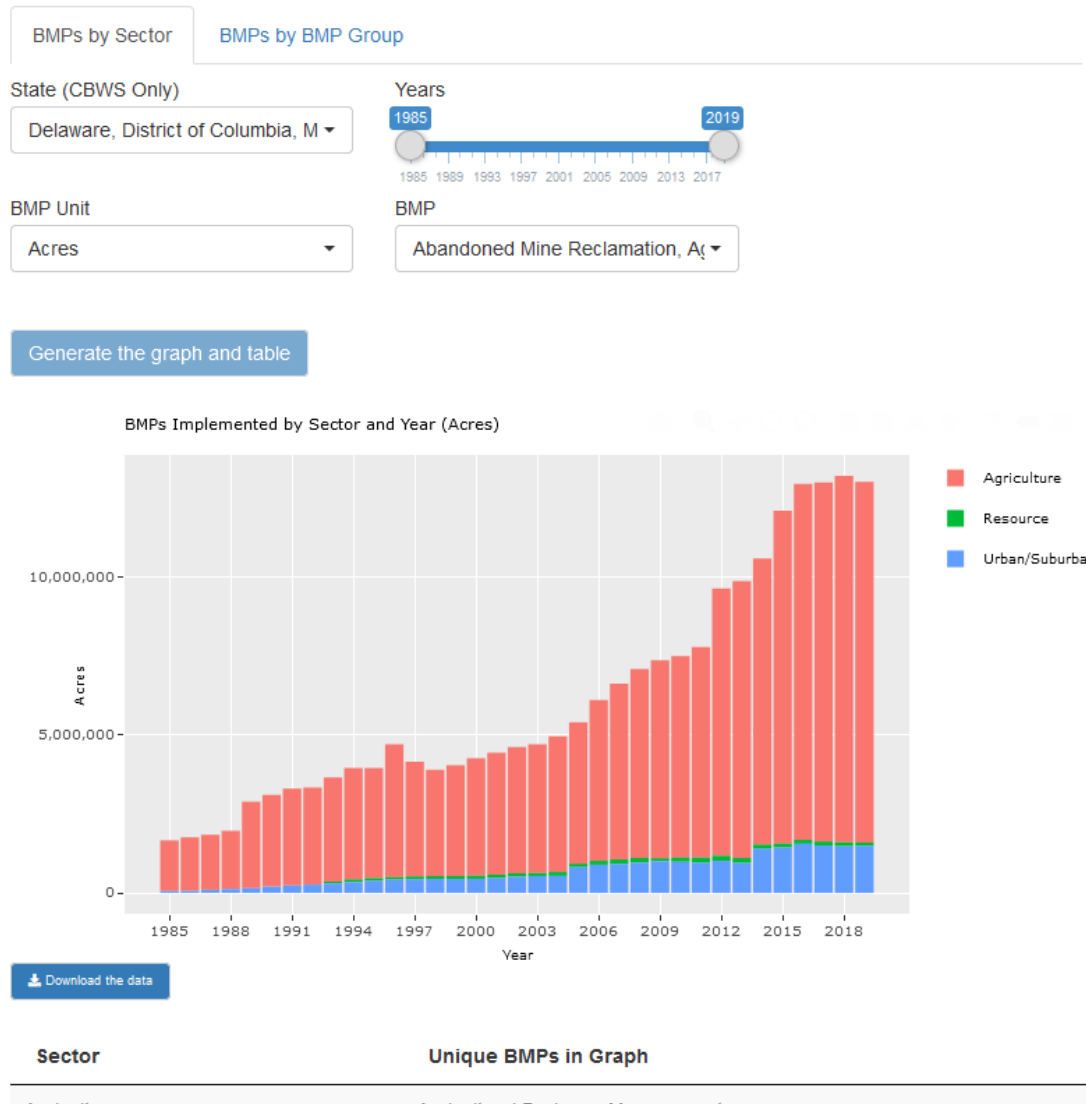 BMPs by Sector BMPs by BMP Group
State (CBWS Only) Years
Delaware, District of Columbia, M 1985 2019
1985 1989 1993 1997 2001 2005 2009 2013 2017
BMP Unit BMP
Acres Abandoned Mine Reclamation, Ag
Generate the graph and table
BMPs Implemented by Sector and Year (Acres)
Agriculture
Resource
Urban/Suburba
10,000,000
Acres
5,000,000
0
1985 1988 1991 1994 1997 2000 2003 2006 2009 2012 2015 2018
Year
Download the data
Sector Unique BMPs in Graph